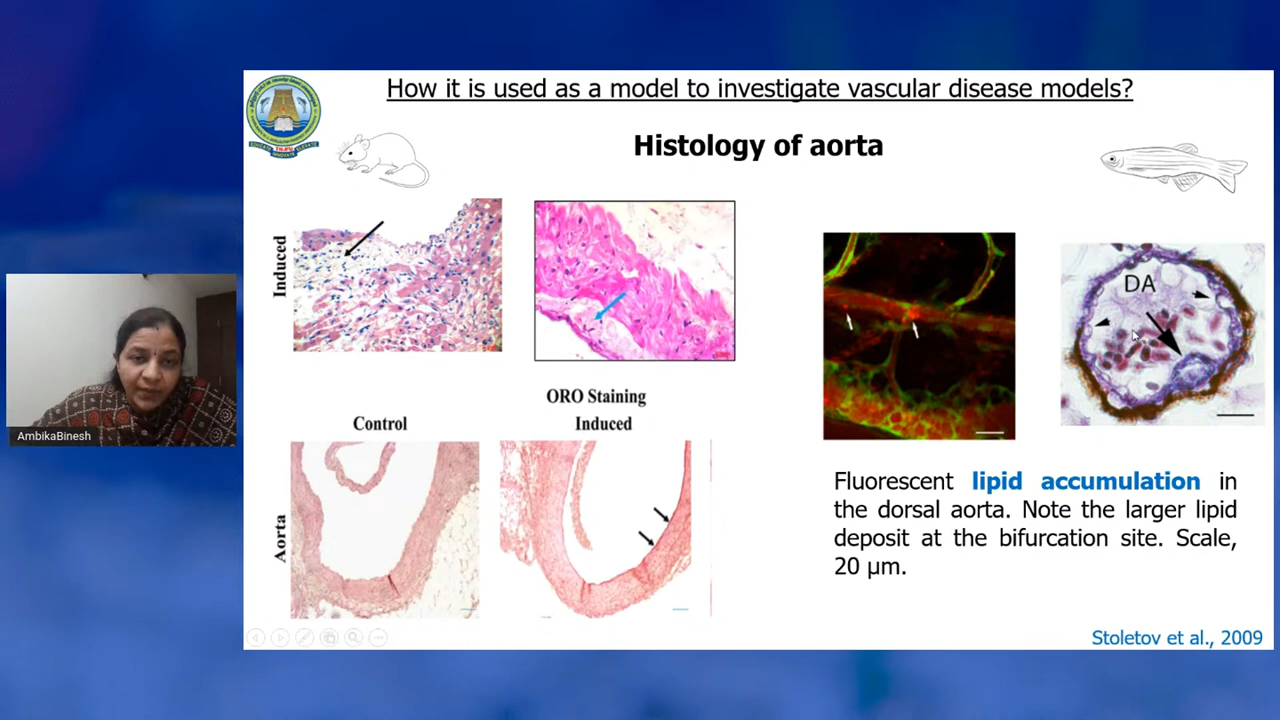 How it is used as a model to investigate vascular disease models?
Histology of aorta
Induced
ORO Staining
Control
Induced
Aorta
DA
Fluorescent lipid accumulation in
the dorsal aorta. Note the larger lipid
deposit at the bifurcation site. Scale,
20 μm.
Stoletov et al., 2009
AmbikaBinesh